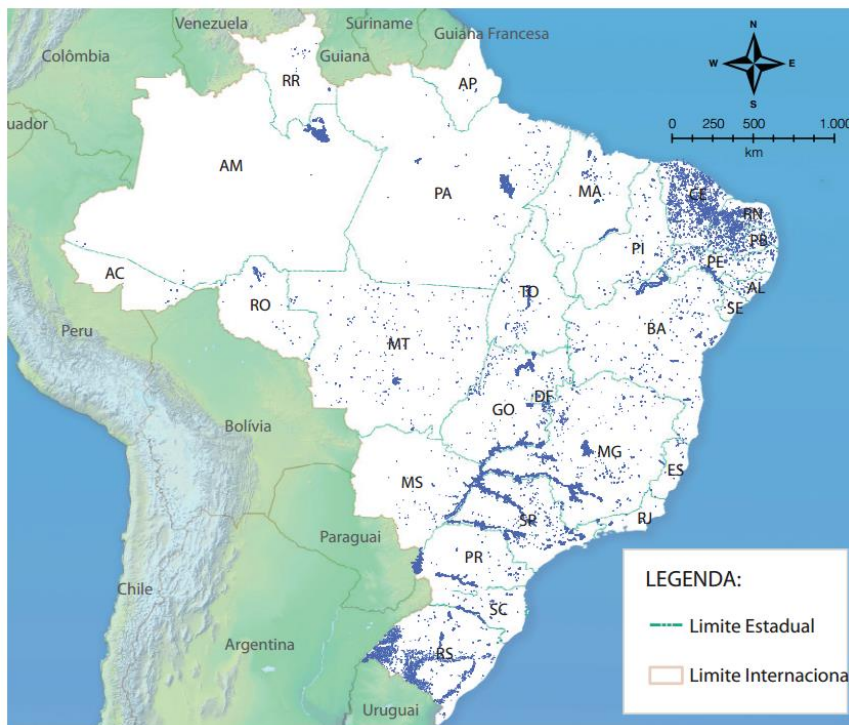 Venezuela
Suriname
Guiana Francesa
Colômbia
Guiana
N
W E
S
RR
AP
uador
0 250 500 1.000
km
AM
PA
MA
CE
RN
PB
PI
PE
AC
AL
TO
SE
RO
BA
Peru
MT
DF
GO
Bolívia
MG
ES
MS
SP
RJ
Paraguai
PR
LEGENDA:
Chile
SC
Limite Estadual
Argentina
RS
Limite Internaciona
Uruguai